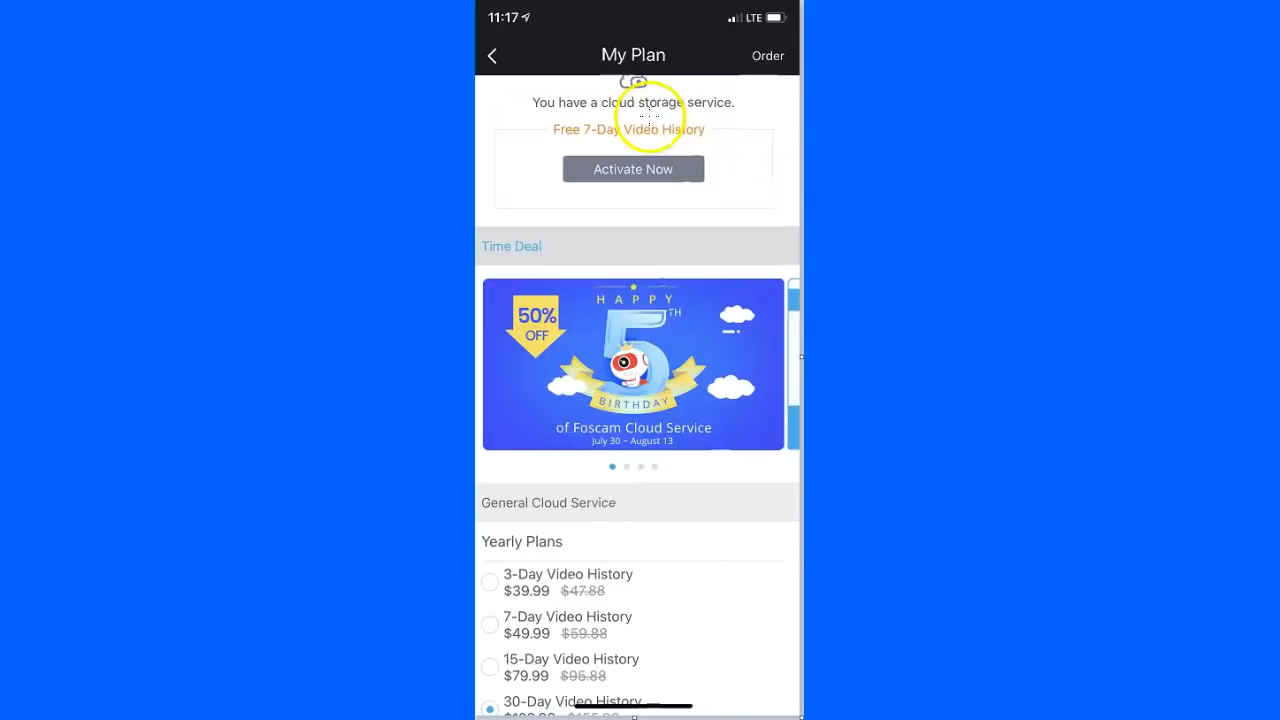 11:17
LTE
My Plan
Order
You have a cloud storage service.
Free 7-Day Video History
Activate Now
Time Deal
50%
OFF
HAPPY
5TH
BIRTHDAY
of Foscam Cloud Service
July 30 ~ August 13
General Cloud Service
Yearly Plans
3-Day Video History
$39.99 $47.88
7-Day Video History
$49.99 $59.88
15-Day Video History
$79.99 $95.88
30-Day Video History